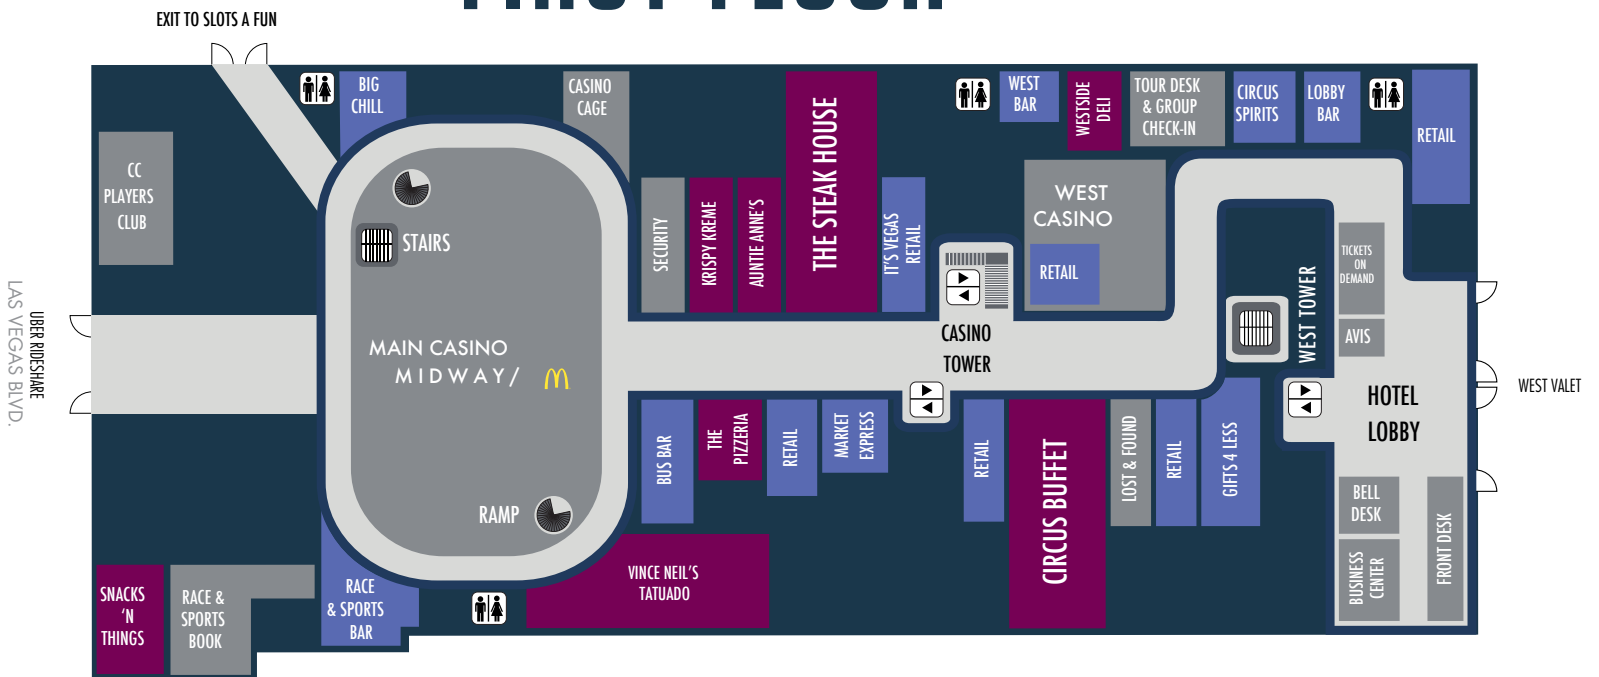 FIRST FLOOR
EXIT TO SLOTS A FUN
BIG
CHILL
CASINO
CAGE
THE STEAK HOUSE
WEST
BAR
WESTSIDE
DELI
TOUR DESK
& GROUP
CHECK-IN
CIRCUS
SPIRITS
LOBBY
BAR
RETAIL
CC
PLAYERS
CLUB
STAIRS
SECURITY
KRISPY KREME
AUNTIE ANNE'S
IT'S VEGAS
RETAIL
WEST
CASINO
RETAIL
TICKETS
ON
DEMAND
AVIS
WEST TOWER
LAS VEGAS BLVD.
UBER RIDESHARE
MAIN CASINO
MIDWAY/
CASINO
TOWER
HOTEL
LOBBY
WEST VALET
BUS BAR
THE
PIZZERIA
RETAIL
MARKET
EXPRESS
RETAIL
CIRCUS BUFFET
LOST & FOUND
RETAIL
GIFTS 4 LESS
RAMP
BELL
DESK
BUSINESS
CENTER
FRONT DESK
SNACKS
'N
THINGS
RACE &
SPORTS
BOOK
RACE
& SPORTS
BAR
VINCE NEIL'S
TATUADO